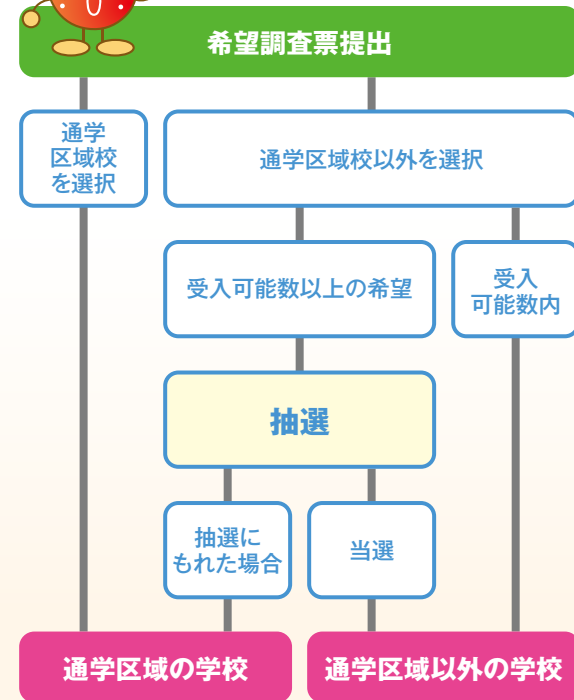 希望調査票提出
通学
区域校
を選択
通学区域校以外を選択
受入可能数以上の希望
受入
可能数内
抽選
抽選に
もれた場合
当選
通学区域の学校
通学区域以外の学校